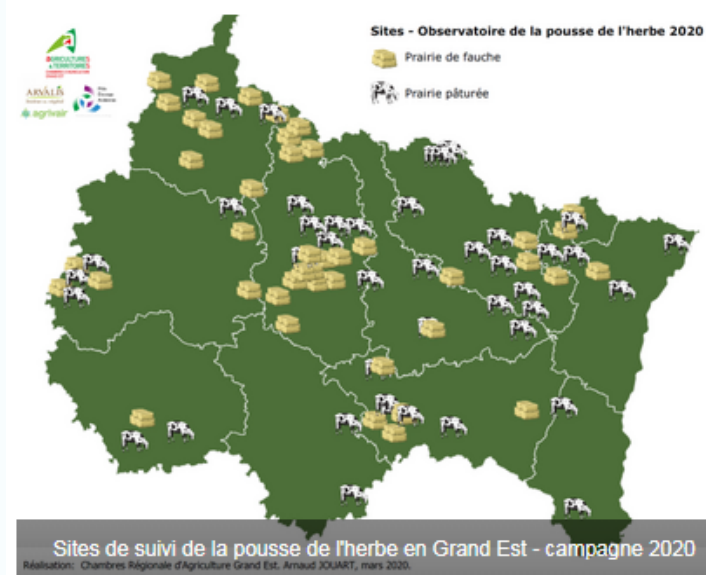 Sites - Observatoire de la pousse de l'herbe 2020
Prairie de fauche
Prairie pâturée
AGRICULTURES
& TERRITOIRES
ARVALIS
agrivair
Sites de suivi de la pousse de l'herbe en Grand Est - campagne 2020
Réalisation: Chambres Régionale d'Agriculture Grand Est. Arnaud JOUART, mars 2020.